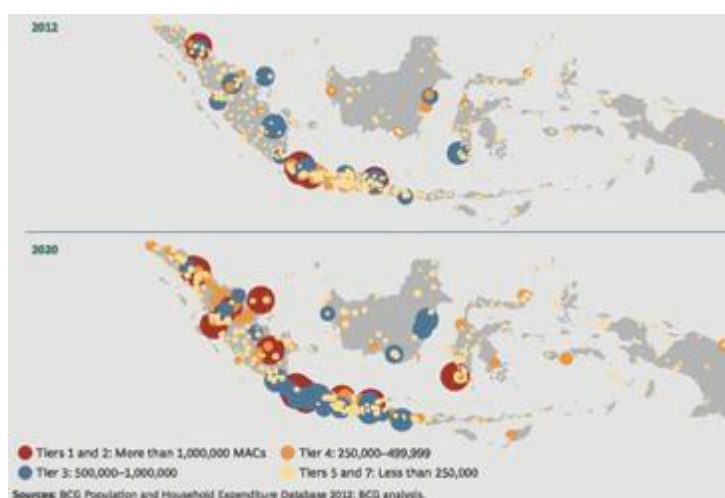 2012
2020
Tiers 1 and 2: More than 1,000,000 MACs
Tier 4: 250,000–499,999
Tier 3: 500,000–1,000,000
Tiers 5 and 7: Less than 250,000
Sources: BCG Population and Household Expenditure Database 2012; BCG analysis.